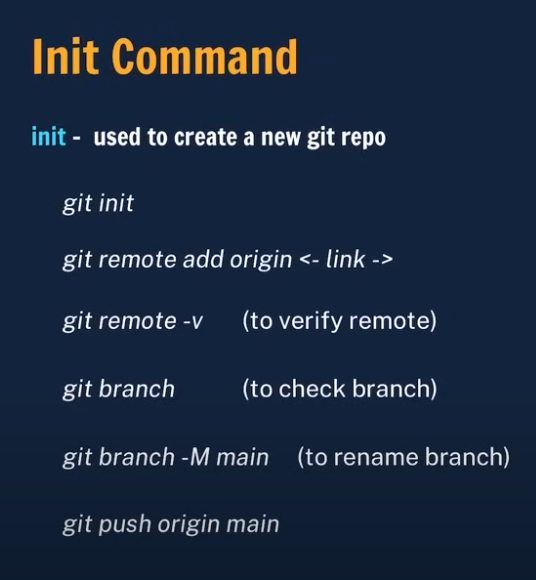 Init Command
init - used to create a new git repo
git init
git remote add origin <- link ->
git remote -v (to verify remote)
git branch (to check branch)
git branch -M main (to rename branch)
git push origin main